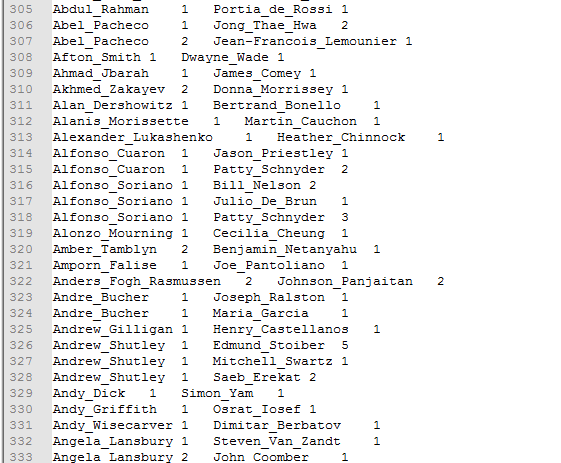 305 Abdul_Rahman 1 Portia_de_Rossi 1
306 Abel_Pacheco 1 Jong_Thae_Hwa 2
307 Abel_Pacheco 2 Jean-Francois_Lemounier 1
308 Afton_Smith 1 Dwayne_Wade 1
309 Ahmad_Jbarah 1 James_Comey 1
310 Akhmed_Zakayev 2 Donna_Morrissey 1
311 Alan_Dershowitz 1 Bertrand_Bonello 1
312 Alanis_Morissette 1 Martin_Cauchon 1
313 Alexander_Lukashenko 1 Heather_Chinnock 1
314 Alfonso_Cuaron 1 Jason_Priestley 1
315 Alfonso_Cuaron 1 Patty_Schnyder 2
316 Alfonso_Soriano 1 Bill_Nelson 2
317 Alfonso_Soriano 1 Julio_De_Brun 1
318 Alfonso_Soriano 1 Patty_Schnyder 3
319 Alonzo_Mourning 1 Cecilia_Cheung 1
320 Amber_Tamblyn 2 Benjamin_Netanyahu 1
321 Amporn_Falise 1 Joe_Pantoliano 1
322 Anders_Fogh_Rasmussen 2 Johnson_Panjaitan 2
323 Andre_Bucher 1 Joseph_Ralston 1
324 Andre_Bucher 1 Maria_Garcia 1
325 Andrew_Gilligan 1 Henry_Castellanos 1
326 Andrew_Shutley 1 Edmund_Stoiber 5
327 Andrew_Shutley 1 Mitchell_Swartz 1
328 Andrew_Shutley 1 Saeb_Erekat 2
329 Andy_Dick 1 Simon_Yam 1
330 Andy_Griffith 1 Osrat_Iosef 1
331 Andy_Wisecarver 1 Dimitar_Berbatov 1
332 Angela_Lansbury 1 Steven_Van_Zandt 1
333 Angela_Lansbury 2 John_Coomber 1